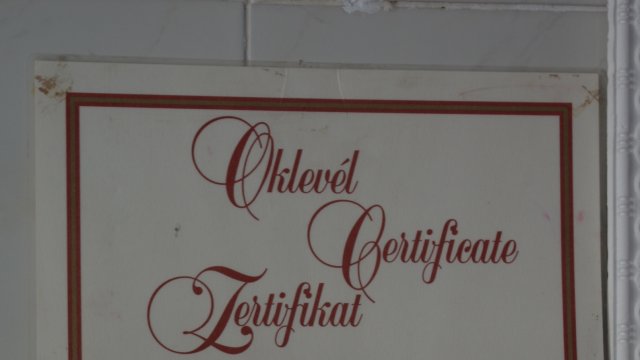 Oklevél
Certificate
Zertifikat